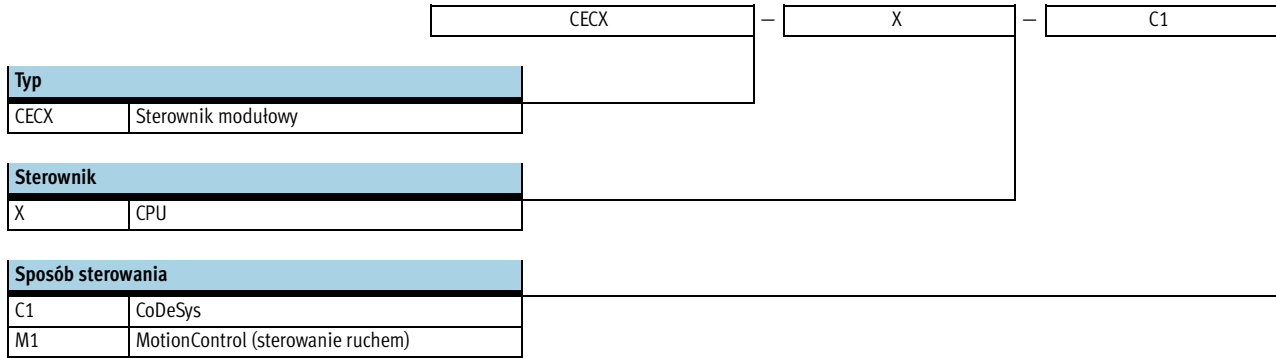 CECX – X – C1
Typ
CECX Sterownik modułowy
Sterownik
X CPU
Sposób sterowania
C1 CoDeSys
M1 MotionControl (sterowanie ruchem)